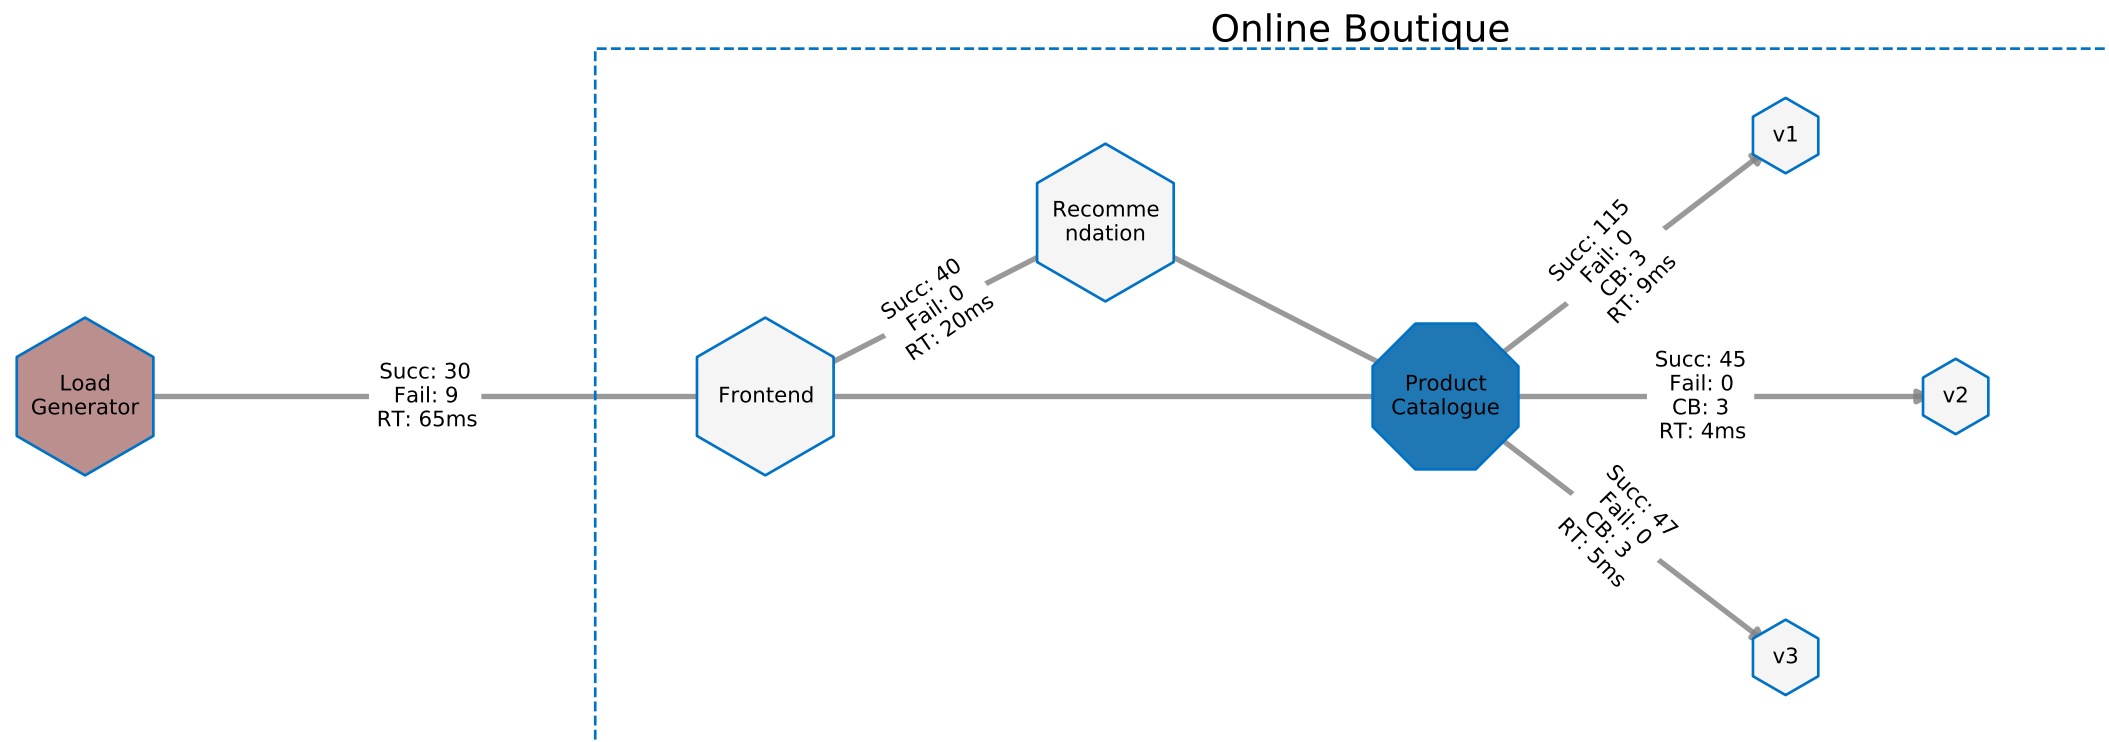 Online Boutique
Load
Generator
Succ: 30
Fail: 9
RT: 65ms
Frontend
Succ: 40
Fail: 0
RT: 20ms
Recomme
ndation
Product
Catalogue
Succ: 115
Fail: 0
CB: 3
RT: 9ms
v1
Succ: 45
Fail: 0
CB: 3
RT: 4ms
v2
Succ: 47
Fail: 0
CB: 3
RT: 5ms
v3